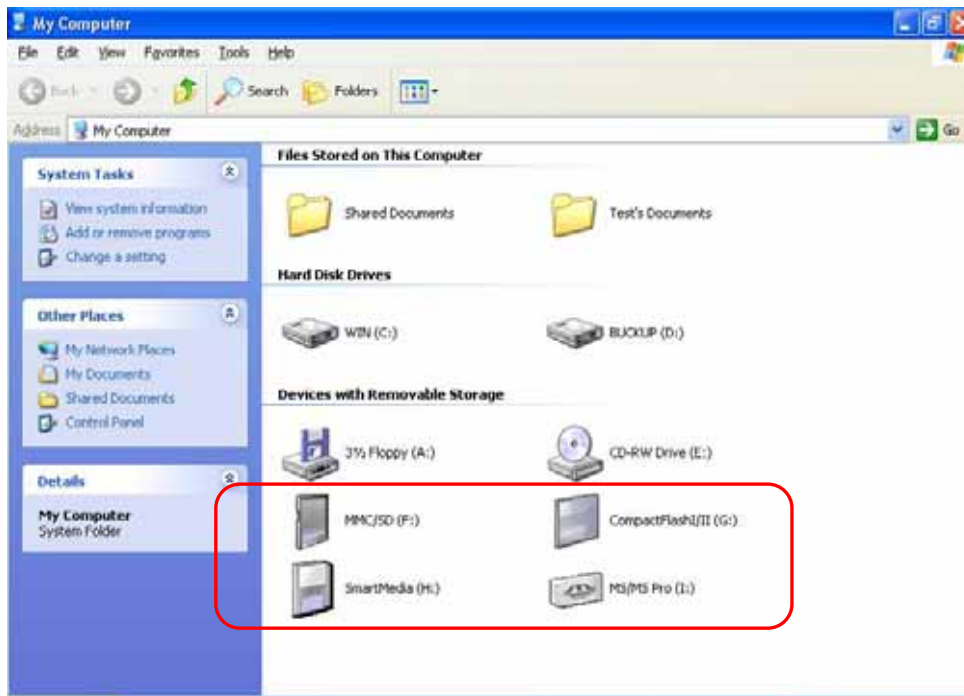 My Computer
File Edit View Favorites Tools Help
Back Search Folders
Address My Computer Go
System Tasks
View system information
Add or remove programs
Change a setting
Other Places
My Network Places
My Documents
Shared Documents
Control Panel
Details
My Computer
System Folder
Files Stored on This Computer
Shared Documents Test's Documents
Hard Disk Drives
WIN (C:) BUCKUP (D:)
Devices with Removable Storage
3½ Floppy (A:) CD-RW Drive (E:)
MMC/SD (F:) CompactFlashI/II (G:)
SmartMedia (H:) MS/MS Pro (I:)